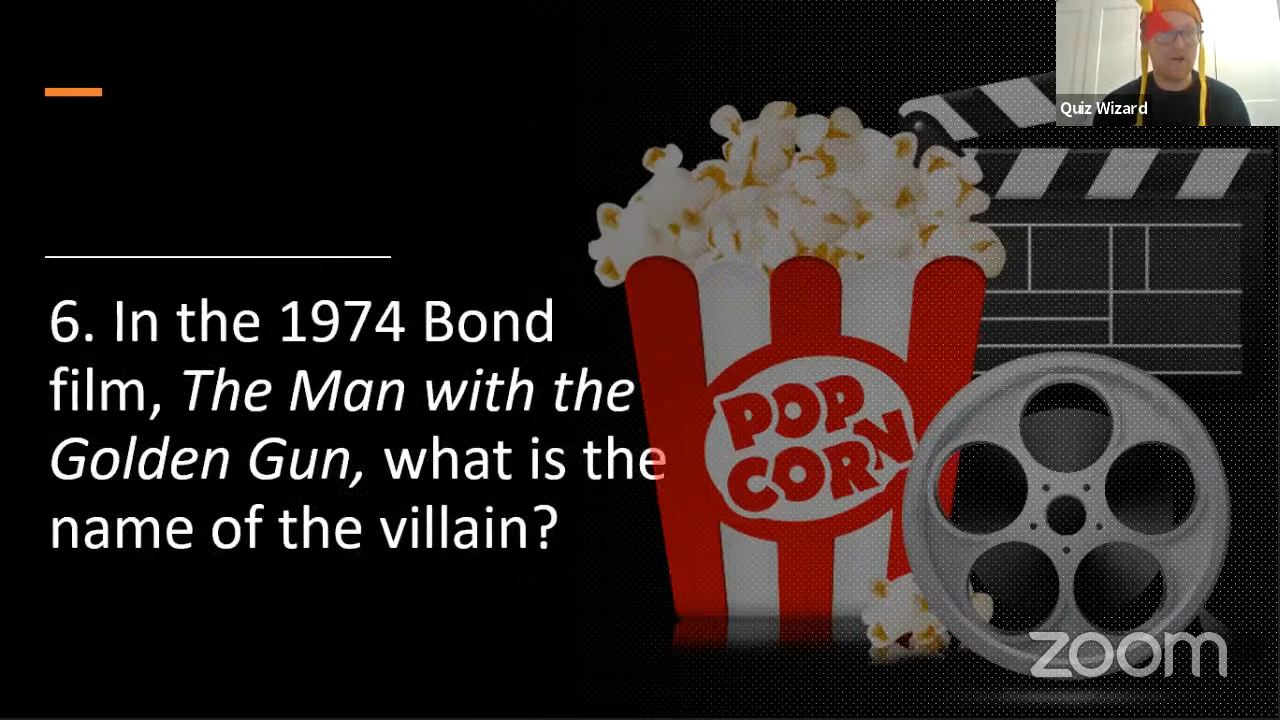 Quiz Wizard
6. In the 1974 Bond
film, The Man with the
Golden Gun, what is the
name of the villain?
POP
CORN
zoom